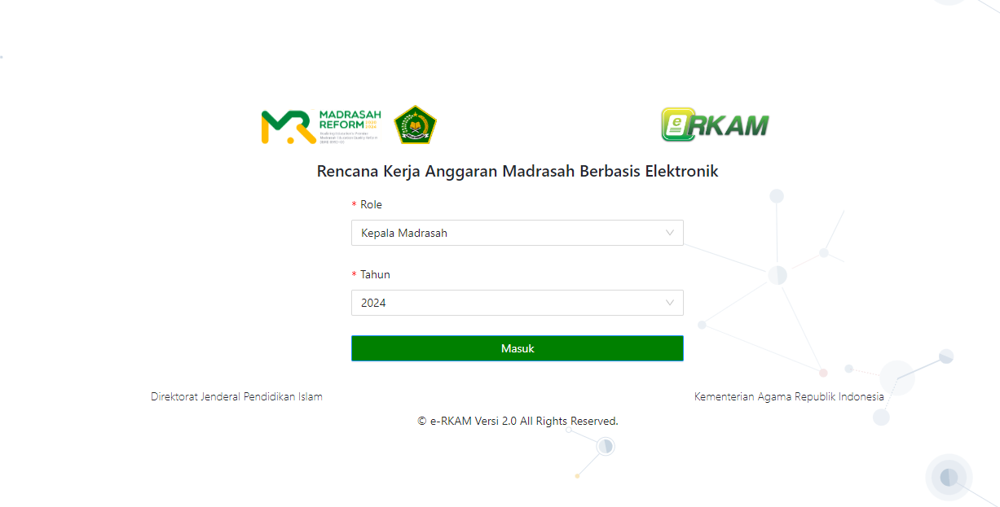 MADRASAH
REFORM 2020
2024
eRKAM
Rencana Kerja Anggaran Madrasah Berbasis Elektronik
* Role
Kepala Madrasah
* Tahun
2024
Masuk
Direktorat Jenderal Pendidikan Islam
Kementerian Agama Republik Indonesia
© e-RKAM Versi 2.0 All Rights Reserved.